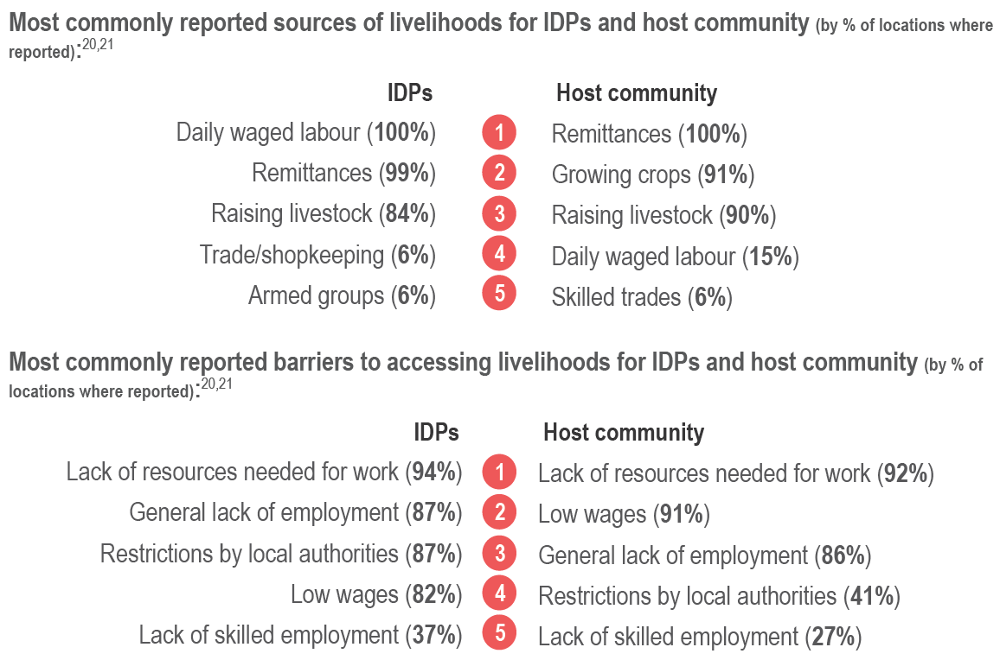 Most commonly reported sources of livelihoods for IDPs and host community (by % of locations where
reported):20,21
IDPs Host community
Daily waged labour (100%) 1 Remittances (100%)
Remittances (99%) 2 Growing crops (91%)
Raising livestock (84%) 3 Raising livestock (90%)
Trade/shopkeeping (6%) 4 Daily waged labour (15%)
Armed groups (6%) 5 Skilled trades (6%)
Most commonly reported barriers to accessing livelihoods for IDPs and host community (by % of
locations where reported):20,21
IDPs Host community
Lack of resources needed for work (94%) 1 Lack of resources needed for work (92%)
General lack of employment (87%) 2 Low wages (91%)
Restrictions by local authorities (87%) 3 General lack of employment (86%)
Low wages (82%) 4 Restrictions by local authorities (41%)
Lack of skilled employment (37%) 5 Lack of skilled employment (27%)